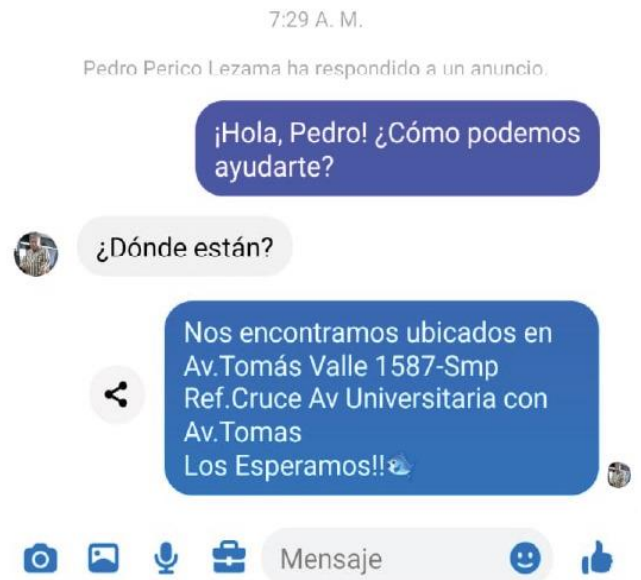 7:29 A. M.
Pedro Perico Lezama ha respondido a un anuncio.
¡Hola, Pedro! ¿Cómo podemos
ayudarte?
¿Dónde están?
Nos encontramos ubicados en
Av.Tomás Valle 1587-Smp
Ref.Cruce Av Universitaria con
Av.Tomas
Los Esperamos!!🐟
Mensaje